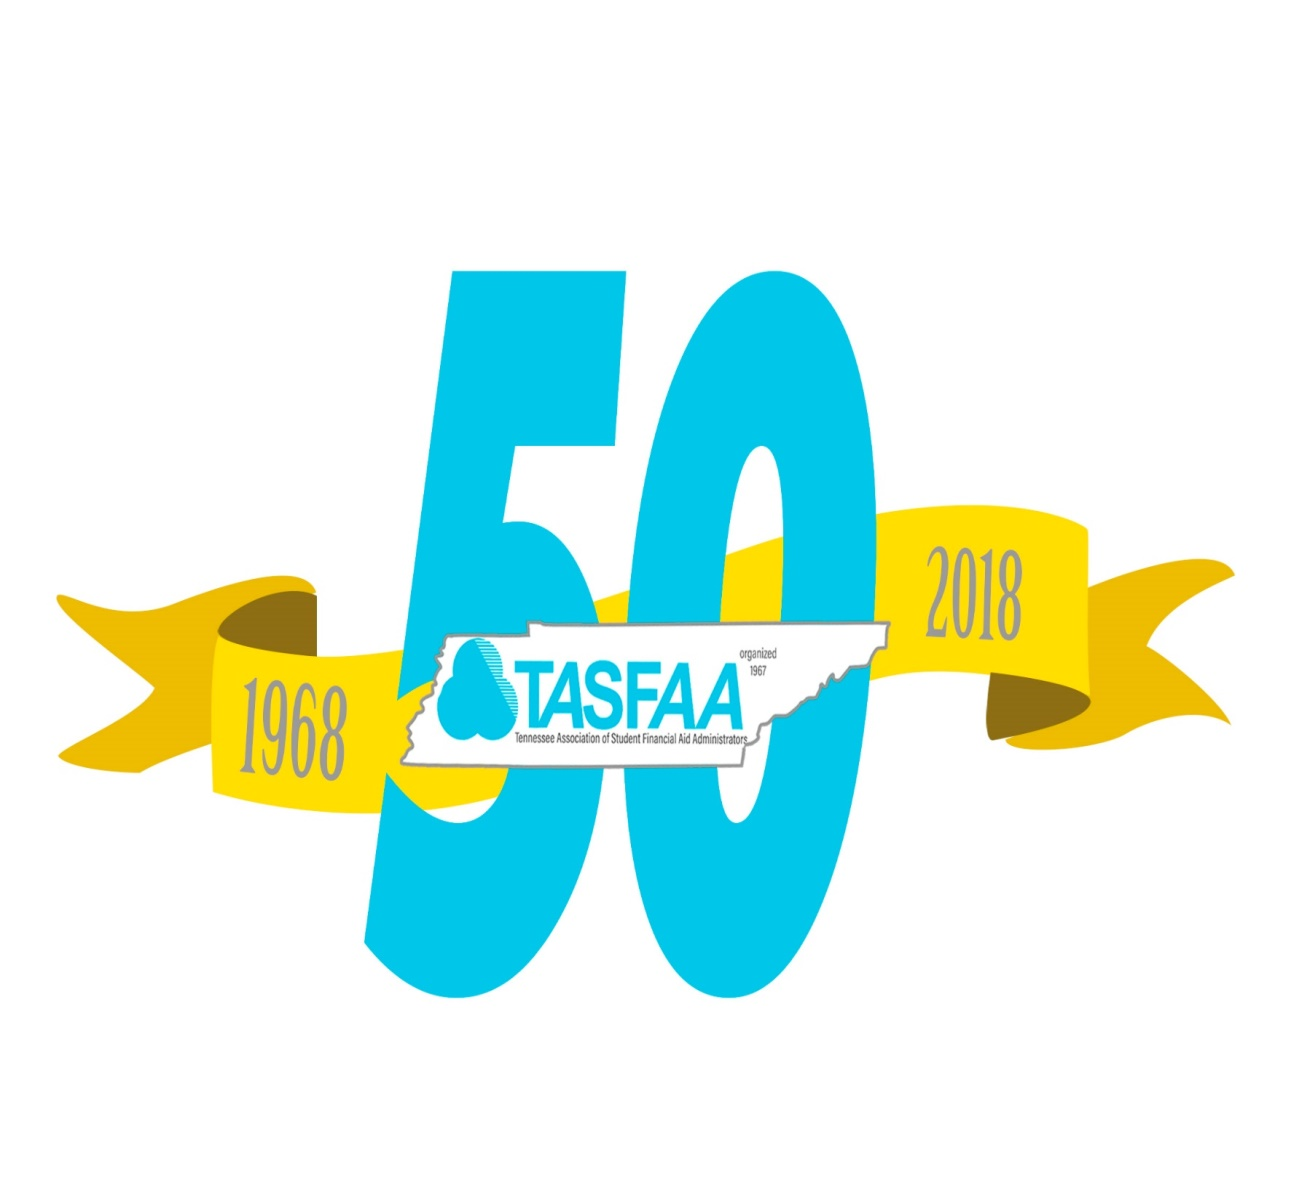 50
2018
1968
TASFAA
organized
1967
Tennessee Association of Student Financial Aid Administrators